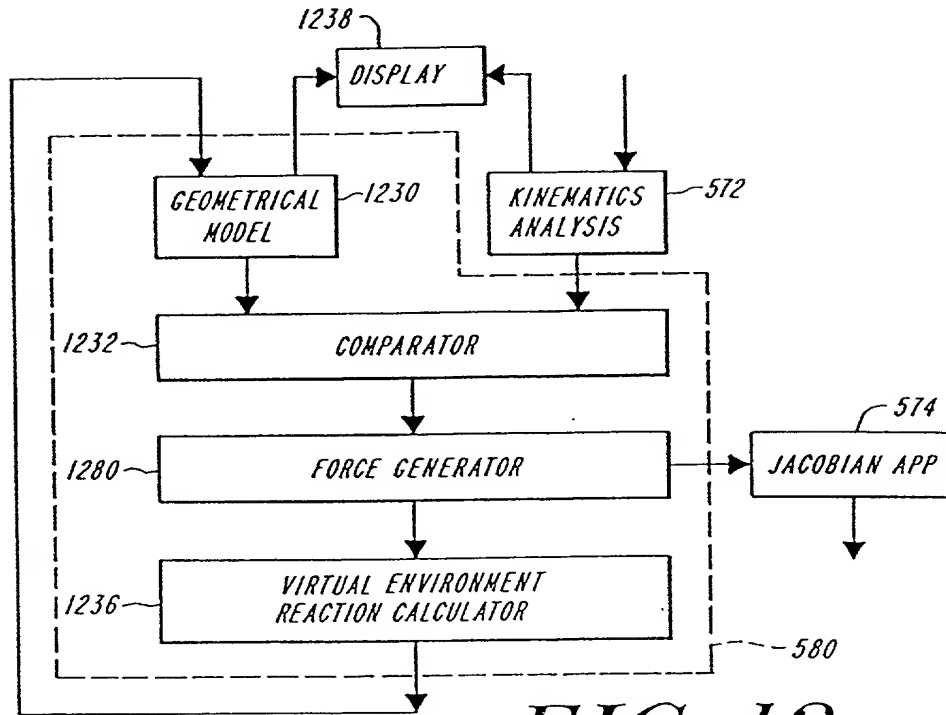 1238
DISPLAY
GEOMETRICAL
MODEL
1230
KINEMATICS
ANALYSIS
572
1232
COMPARATOR
574
1280
FORCE GENERATOR
JACOBIAN APP
VIRTUAL ENVIRONMENT
REACTION CALCULATOR
1236
580